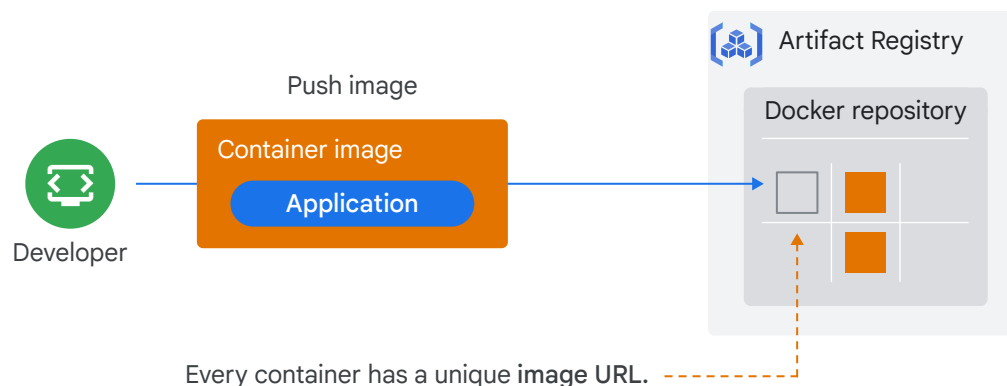 Artifact Registry
Push image
Docker repository
Container image
Application
Developer
Every container has a unique image URL.